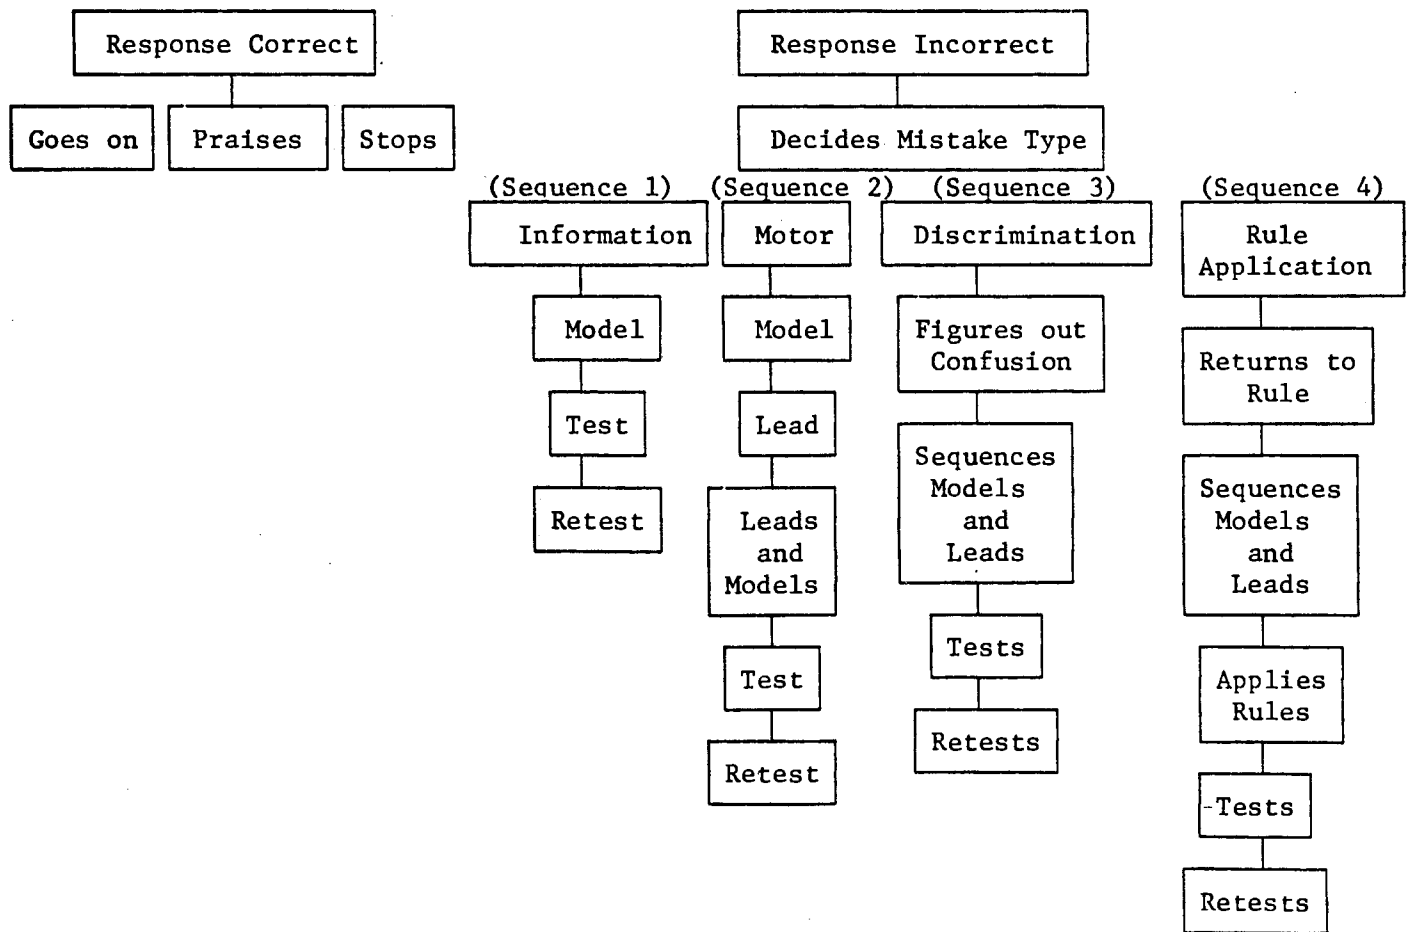 Response Correct
Response Incorrect
Goes on
Praises
Stops
Decides Mistake Type
(Sequence 1)
(Sequence 2)
(Sequence 3)
(Sequence 4)
Information
Model
Test
Retest
Motor
Model
Lead
Leads
and
Models
Test
Retest
Discrimination
Figures out
Confusion
Sequences
Models
and
Leads
Tests
Retests
Rule
Application
Returns to
Rule
Sequences
Models
and
Leads
Applies
Rules
Tests
Retests